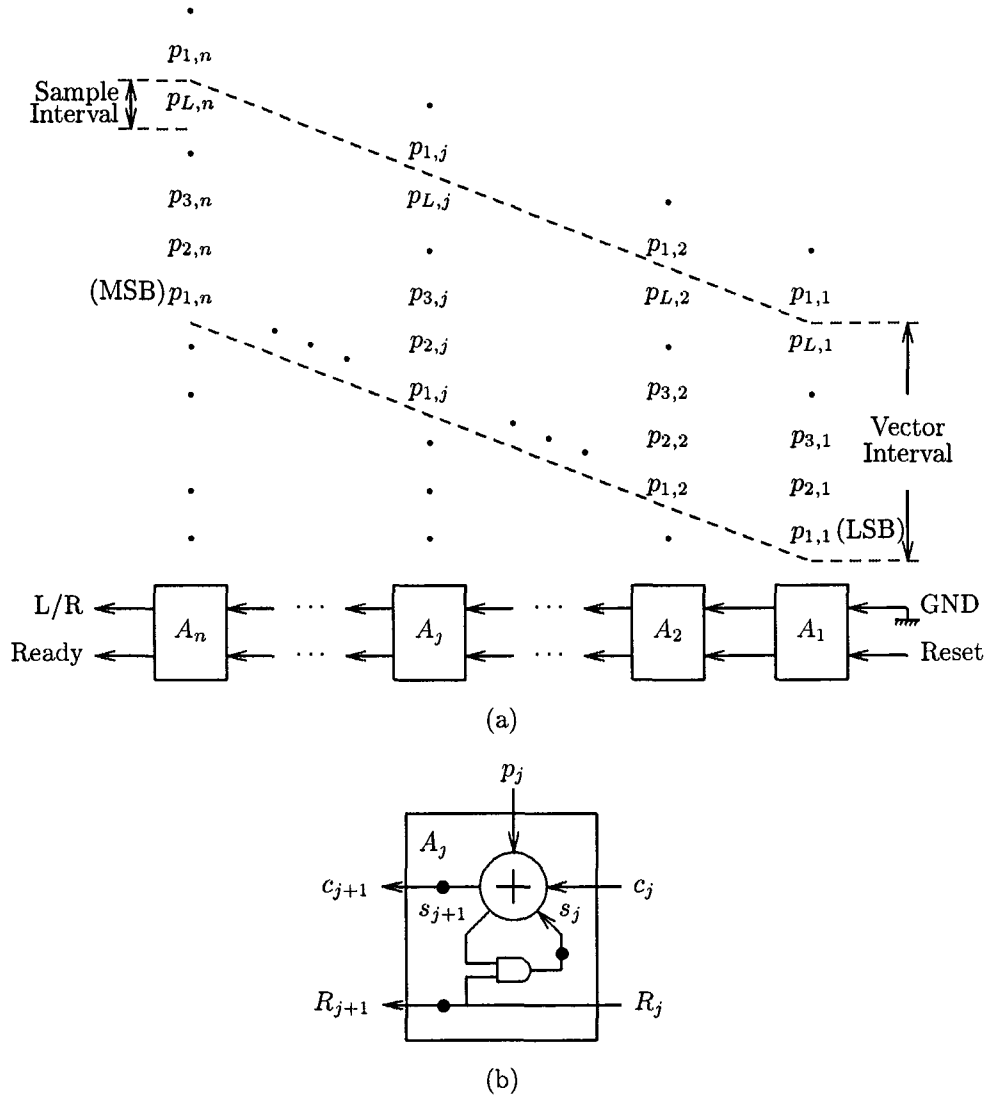 p1,n
Sample
Interval
pL,n
p1,j
p3,n
pL,j
p2,n
p1,2
(MSB) p1,n
p3,j
pL,2
p1,1
p2,j
pL,1
p1,j
p3,2
Vector
Interval
p2,2
p3,1
p1,2
p2,1
p1,1 (LSB)
L/R
An
···
Aj
···
A2
A1
GND
Ready
···
···
Reset
(a)
pj
Aj
cj+1
cj
sj+1
sj
Rj+1
Rj
(b)